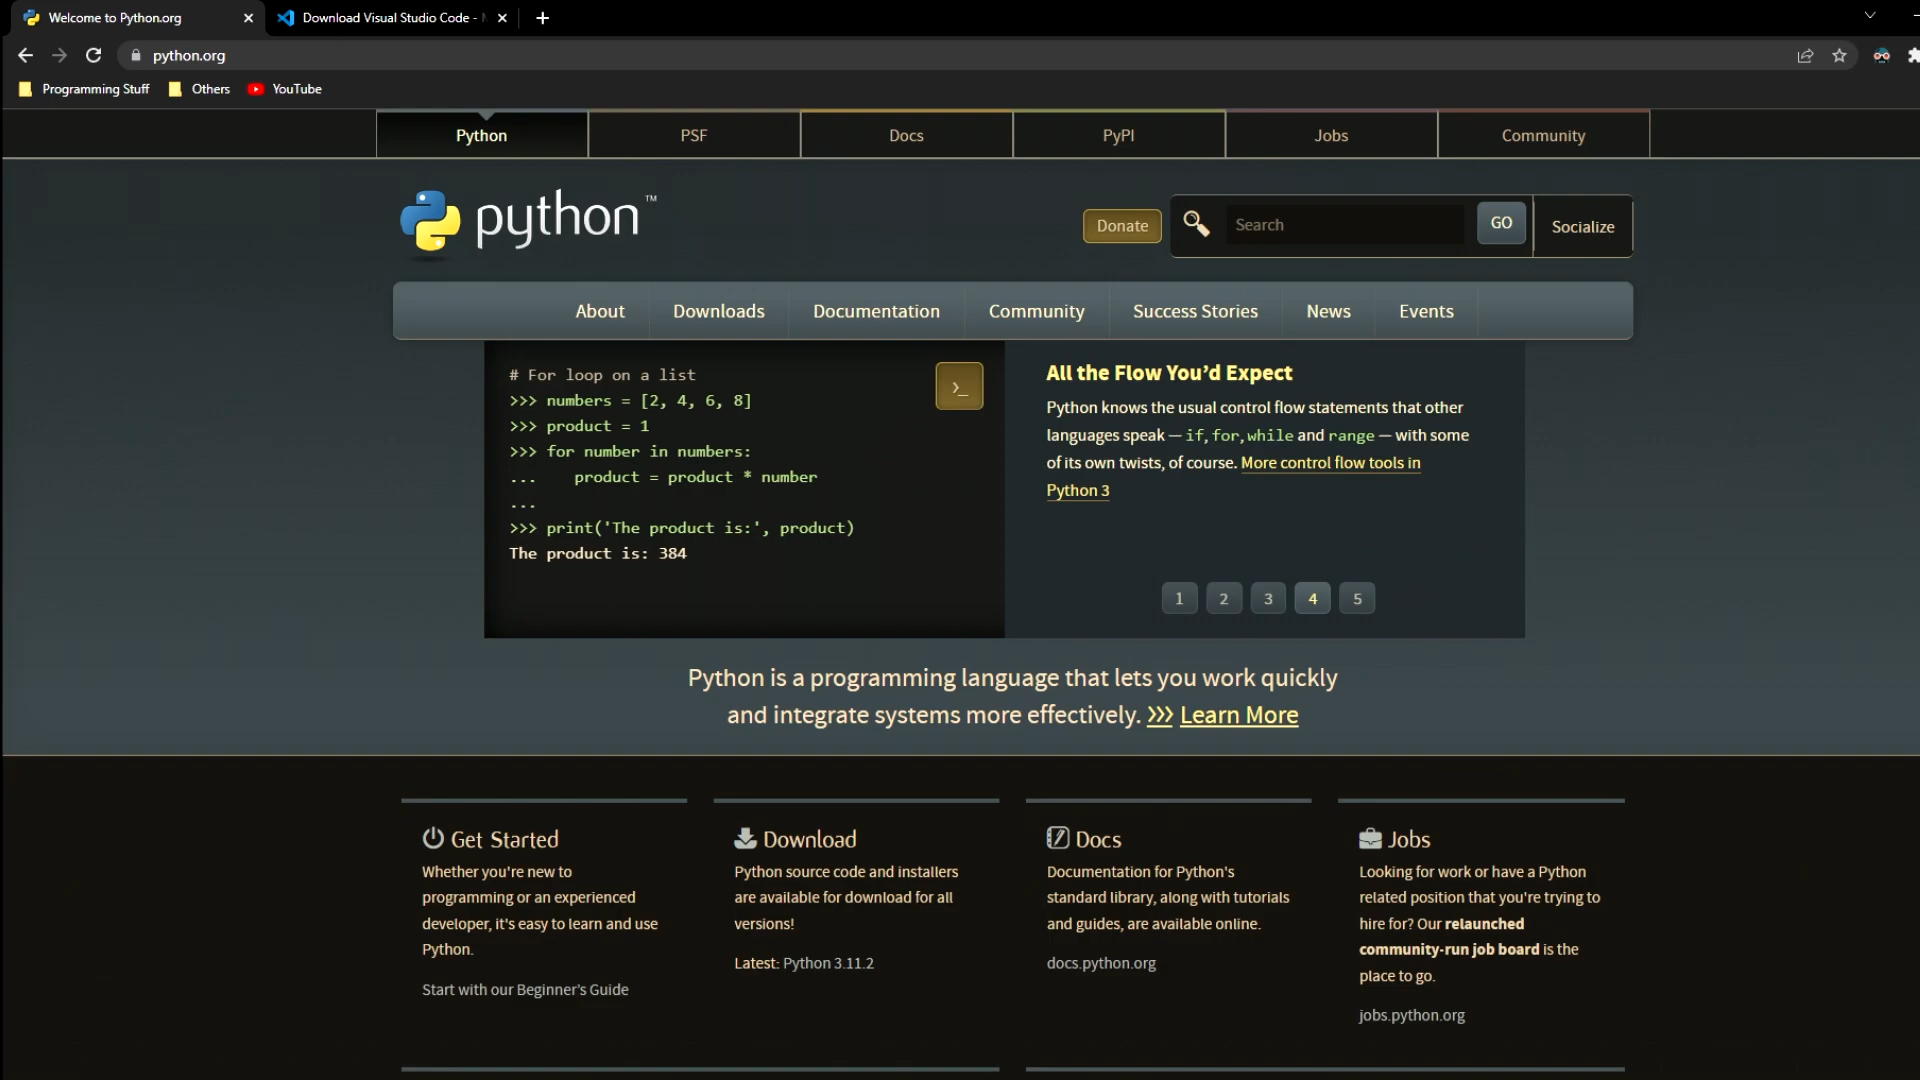 Welcome to Python.org
Download Visual Studio Code -
python.org
Programming Stuff
Others
YouTube
Python
PSF
Docs
PyPI
Jobs
Community
python™
Donate
Search
GO
Socialize
About
Downloads
Documentation
Community
Success Stories
News
Events
# For loop on a list
>>> numbers = [2, 4, 6, 8]
>>> product = 1
>>> for number in numbers:
...    product = product * number
...
>>> print('The product is:', product)
The product is: 384
>_
All the Flow You’d Expect
Python knows the usual control flow statements that other
languages speak — if, for, while and range — with some
of its own twists, of course. More control flow tools in
Python 3
1
2
3
4
5
Python is a programming language that lets you work quickly
and integrate systems more effectively. >>> Learn More
Get Started
Whether you're new to
programming or an experienced
developer, it's easy to learn and use
Python.
Start with our Beginner’s Guide
Download
Python source code and installers
are available for download for all
versions!
Latest: Python 3.11.2
Docs
Documentation for Python's
standard library, along with tutorials
and guides, are available online.
docs.python.org
Jobs
Looking for work or have a Python
related position that you're trying to
hire for? Our relaunched
community-run job board is the
place to go.
jobs.python.org